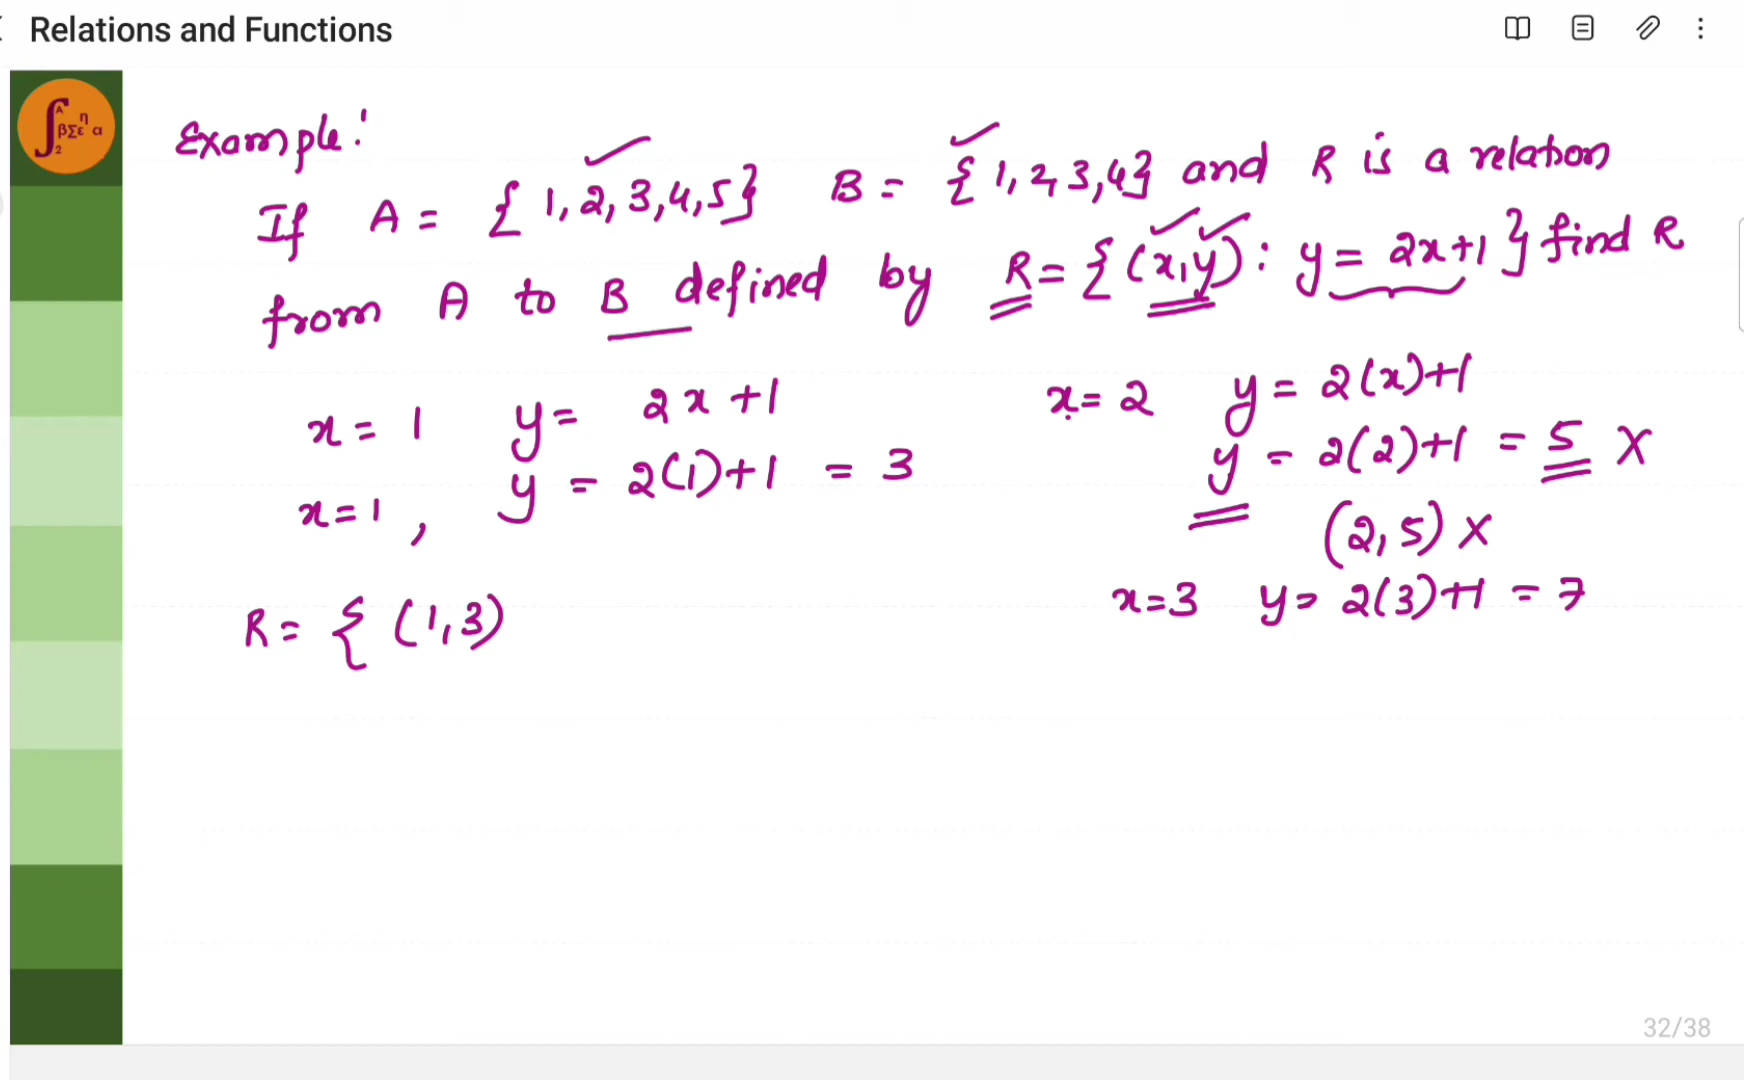 Relations and Functions
Example:
If A = { 1, 2, 3, 4, 5 } B = { 1, 2, 3, 4 } and R is a relation
from A to B defined by R = { (x, y) : y = 2x+1 } find R
x = 1 y = 2x+1
x = 1 , y = 2(1)+1 = 3
R = { (1,3)
x = 2 y = 2(x)+1
y = 2(2)+1 = 5 X
(2,5) X
x=3 y = 2(3)+1 = 7
32/38